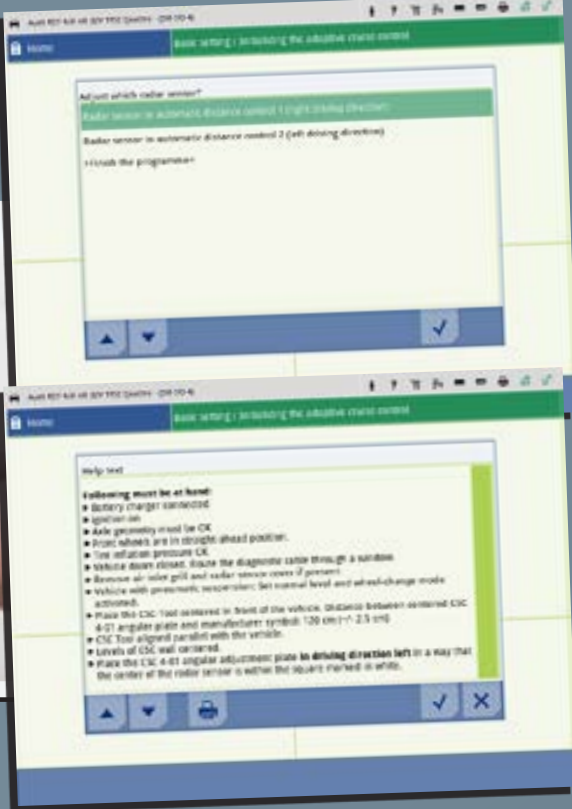 Home
Basic setting / Initialising the adaptive cruise control
Adjust which radar sensor?
Radar sensor in automatic distance control 1 (right driving direction)
Radar sensor in automatic distance control 2 (left driving direction)
>Finish the programme<
Home
Basic setting / Initialising the adaptive cruise control
Help text
Following must be at hand:
Battery charger connected
Ignition on
Axle geometry must be OK
Front wheels are in straight-ahead position.
Tire inflation pressure OK
Vehicle doors closed. Route the diagnostic cable through a window.
Remove air inlet grill and radar sensor cover if present
Vehicle with pneumatic suspension: Set normal level and wheel-change mode
activated.
Place the CSC-Tool centered in front of the vehicle. Distance between centered CSC
4-01 angular plate and manufacturer symbol: 120 cm (+/- 2.5 cm)
CSC Tool aligned parallel with the vehicle.
Levels of CSC well centered.
Place the CSC 4-01 angular adjustment plate in driving direction left in a way that
the center of the radar sensor is within the square marked in white.